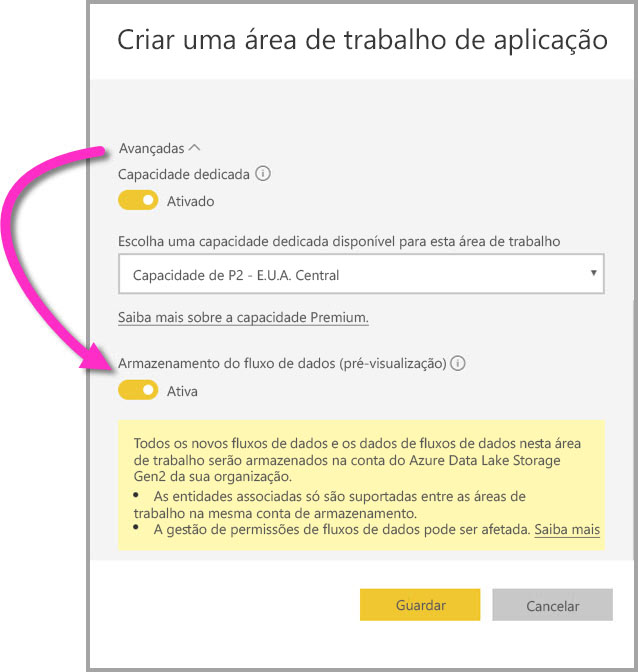 Criar uma área de trabalho de aplicação
Avançadas
Capacidade dedicada
Ativado
Escolha uma capacidade dedicada disponível para esta área de trabalho
Capacidade de P2 - E.U.A. Central
Saiba mais sobre a capacidade Premium.
Armazenamento do fluxo de dados (pré-visualização)
Ativa
Todos os novos fluxos de dados e os dados de fluxos de dados nesta área
de trabalho serão armazenados na conta do Azure Data Lake Storage
Gen2 da sua organização.
• As entidades associadas só são suportadas entre as áreas de
trabalho na mesma conta de armazenamento.
• A gestão de permissões de fluxos de dados pode ser afetada. Saiba mais
Guardar
Cancelar